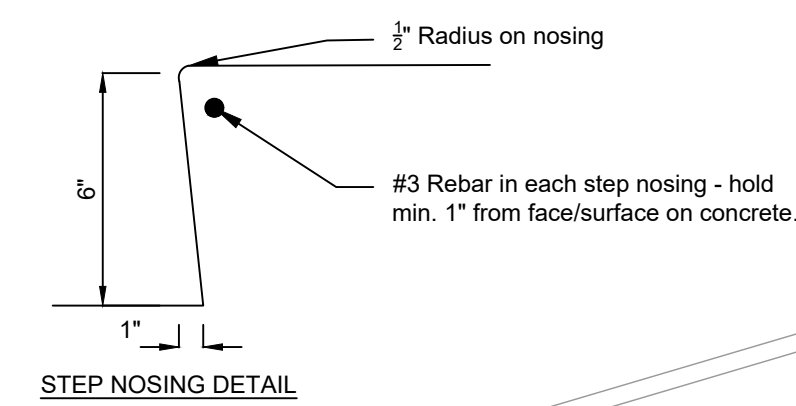 ½" Radius on nosing
6"
#3 Rebar in each step nosing - hold
min. 1" from face/surface on concrete.
1"
STEP NOSING DETAIL